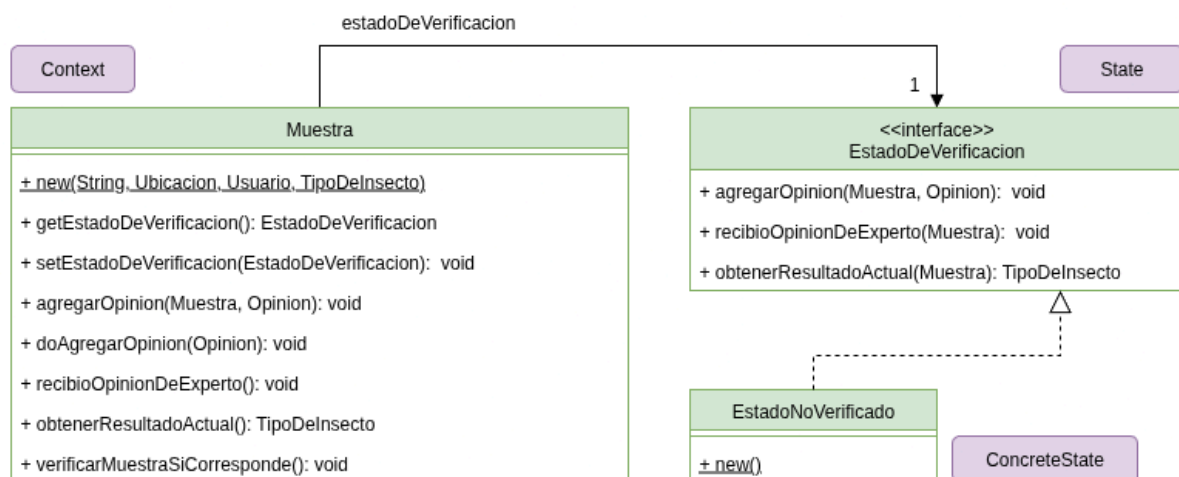 estadoDeVerificacion
Context
State
1
Muestra
+ new(String, Ubicacion, Usuario, TipoDeInsecto)
+ getEstadoDeVerificacion(): EstadoDeVerificacion
+ setEstadoDeVerificacion(EstadoDeVerificacion): void
+ agregarOpinion(Muestra, Opinion): void
+ doAgregarOpinion(Opinion): void
+ recibioOpinionDeExperto(): void
+ obtenerResultadoActual(): TipoDeInsecto
+ verificarMuestraSiCorresponde(): void
<<interface>>
EstadoDeVerificacion
+ agregarOpinion(Muestra, Opinion): void
+ recibioOpinionDeExperto(Muestra): void
+ obtenerResultadoActual(Muestra): TipoDeInsecto
EstadoNoVerificado
+ new()
ConcreteState